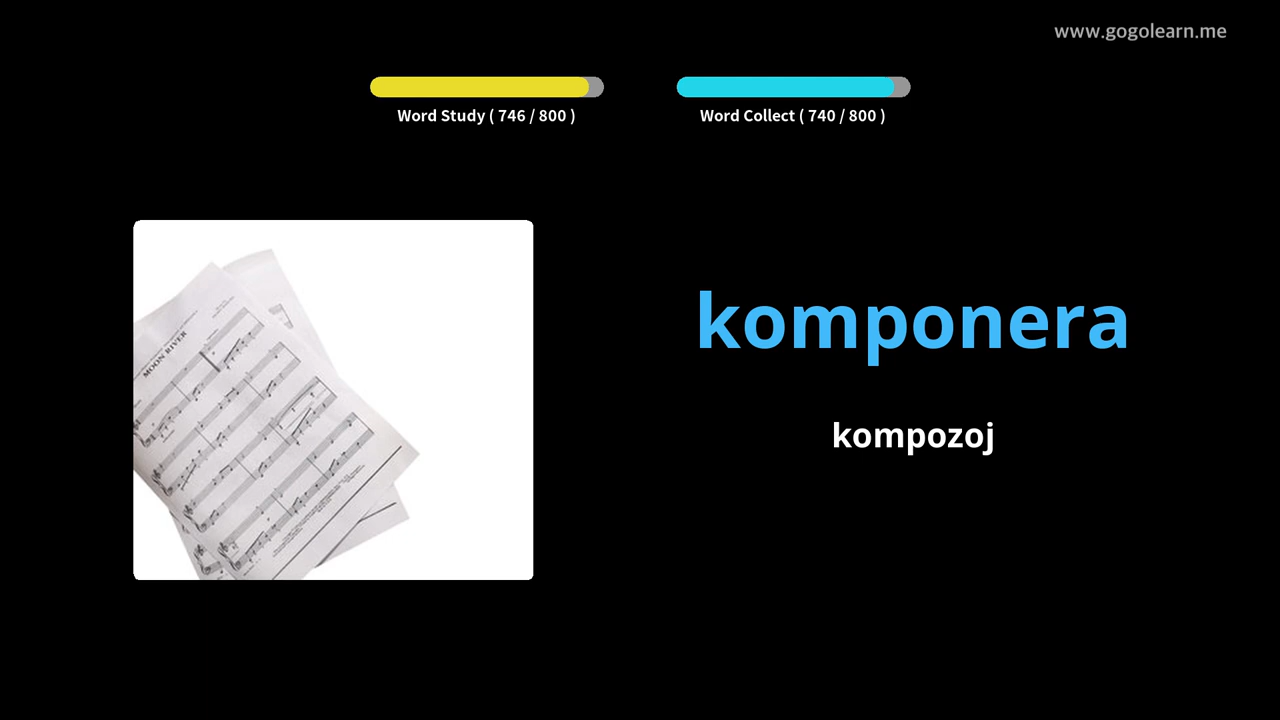 www.gogolearn.me
Word Study ( 746 / 800 )
Word Collect ( 740 / 800 )
MOON RIVER
komponera
kompozoj